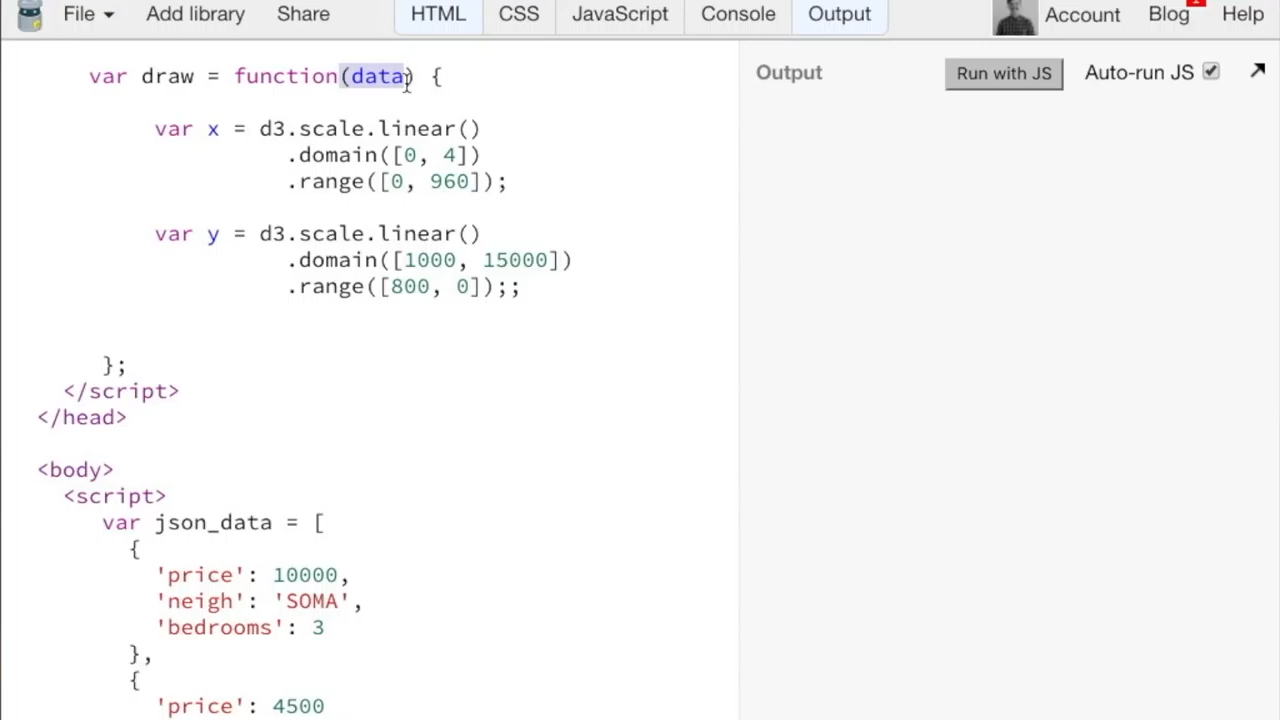 File Add library Share HTML CSS JavaScript Console Output Account Blog 1 Help
var draw = function(data) {
var x = d3.scale.linear()
.domain([0, 4])
.range([0, 960]);
var y = d3.scale.linear()
.domain([1000, 15000])
.range([800, 0]);;
};
</script>
</head>
<body>
<script>
var json_data = [
{
'price': 10000,
'neigh': 'SOMA',
'bedrooms': 3
},
{
'price': 4500
Output Run with JS Auto-run JS